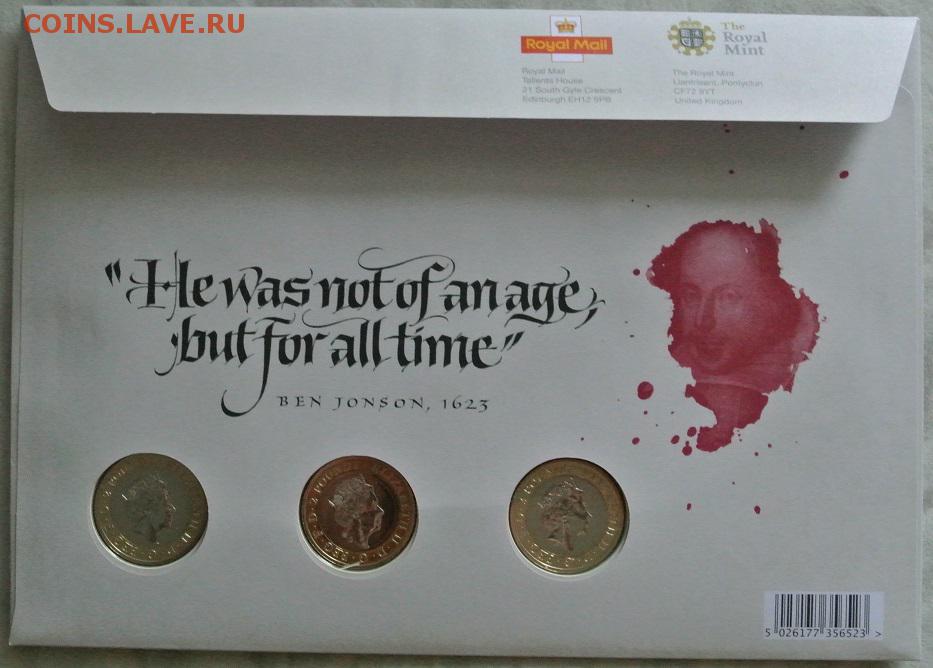 COINS.LAVE.RU
Royal Mail
Royal Mail
Tallents House
21 South Gyle Crescent
Edinburgh EH12 9PB
The
Royal
Mint
The Royal Mint
Llantrisant, Pontyclun
CF72 8YT
United Kingdom
"He was not of an age,
but for all time"
BEN JONSON, 1623
2 POUNDS
5 026177 356523 >